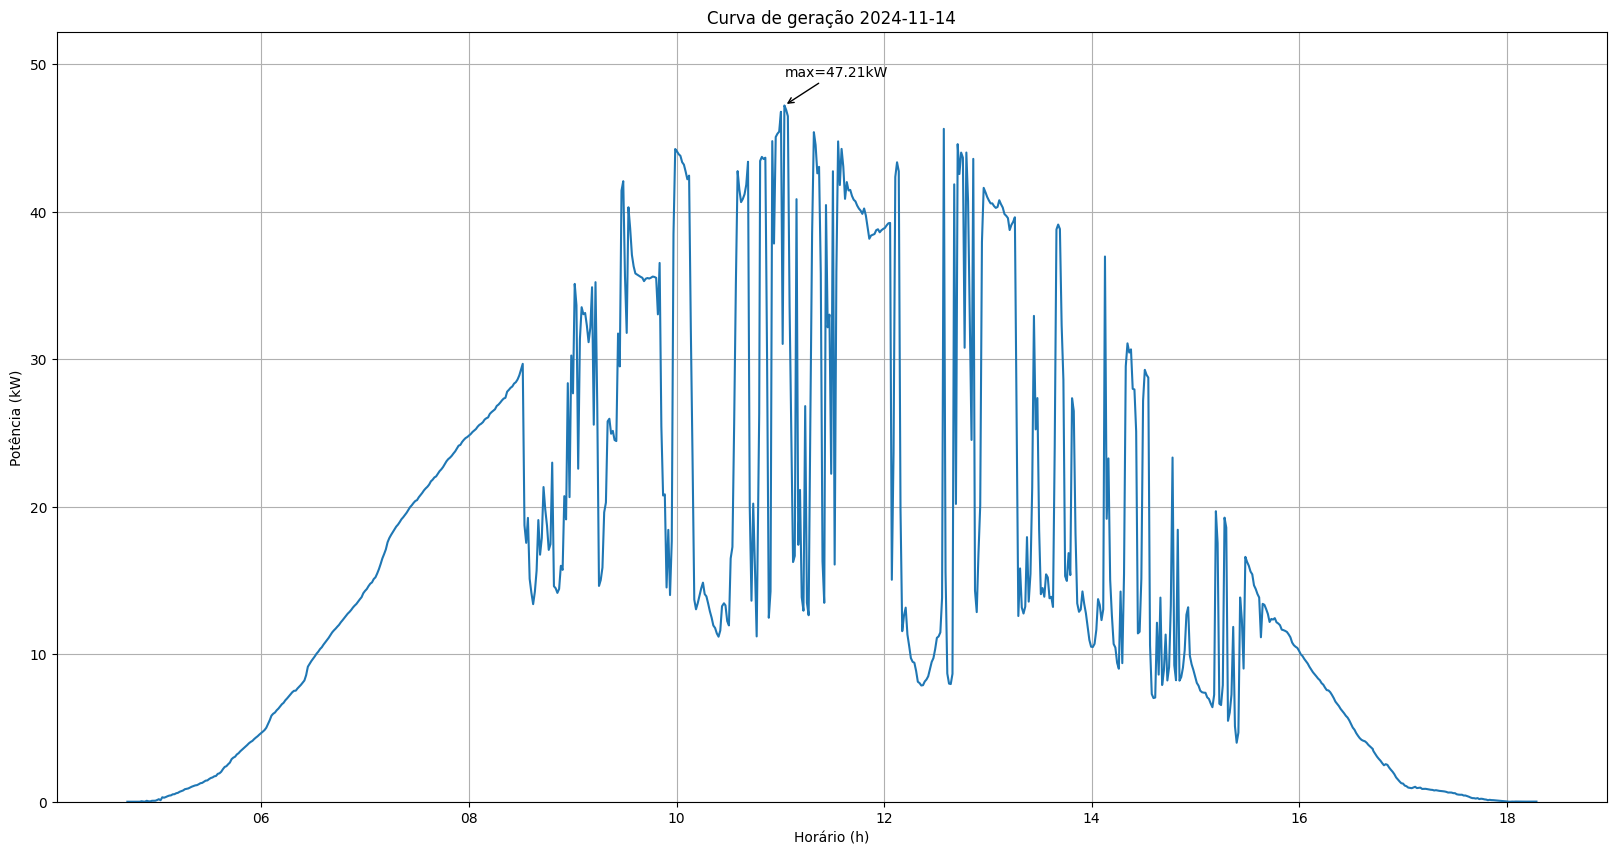 Curva de geração 2024-11-14
max=47.21kW
Potência (kW)
50
40
30
20
10
0
06 08 10 12 14 16 18
Horário (h)